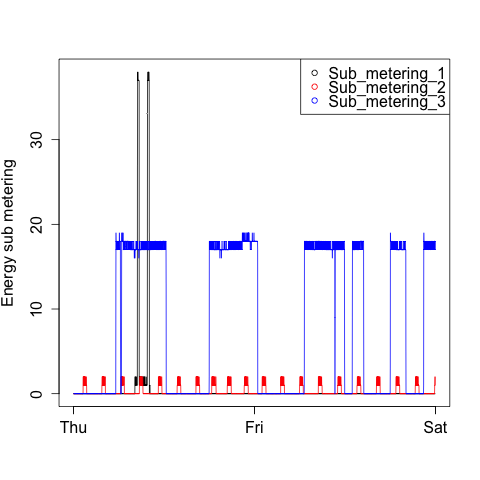 Sub_metering_1
Sub_metering_2
Sub_metering_3
Energy sub metering
30
20
10
0
Thu Fri Sat